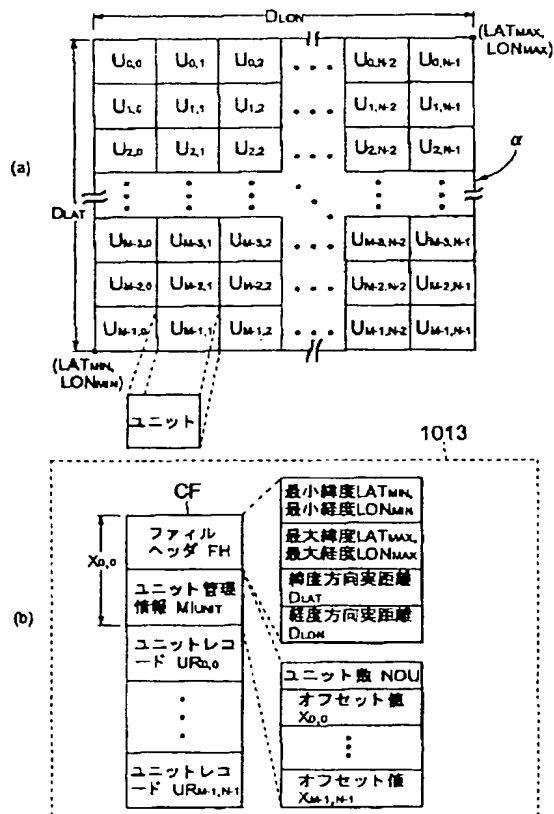 DLON
(LATMAX,
LONMAX)
U0,0 U0,1 U0,2 ・・・ U0,N-2 U0,N-1
U1,0 U1,1 U1,2 ・・・ U1,N-2 U1,N-1
U2,0 U2,1 U2,2 ・・・ U2,N-2 U2,N-1
α
(a)
DLAT
UM-3,0 UM-3,1 UM-3,2 ・・・ UM-3,N-2 UM-3,N-1
UM-2,0 UM-2,1 UM-2,2 ・・・ UM-2,N-2 UM-2,N-1
UM-1,0 UM-1,1 UM-1,2 ・・・ UM-1,N-2 UM-1,N-1
(LATMIN,
LONMIN)
ユニット
1013
(b)
CF
X0,0
ファイル
ヘッダ FH
ユニット管理
情報 MIUNIT
ユニットレコ
ード UR0,0
ユニットレコ
ード URM-1,N-1
最小緯度LATMIN,
最小経度LONMIN
最大緯度LATMAX,
最大経度LONMAX
緯度方向実距離
DLAT
経度方向実距離
DLON
ユニット数 NOU
オフセット値
X0,0
オフセット値
XM-1,N-1